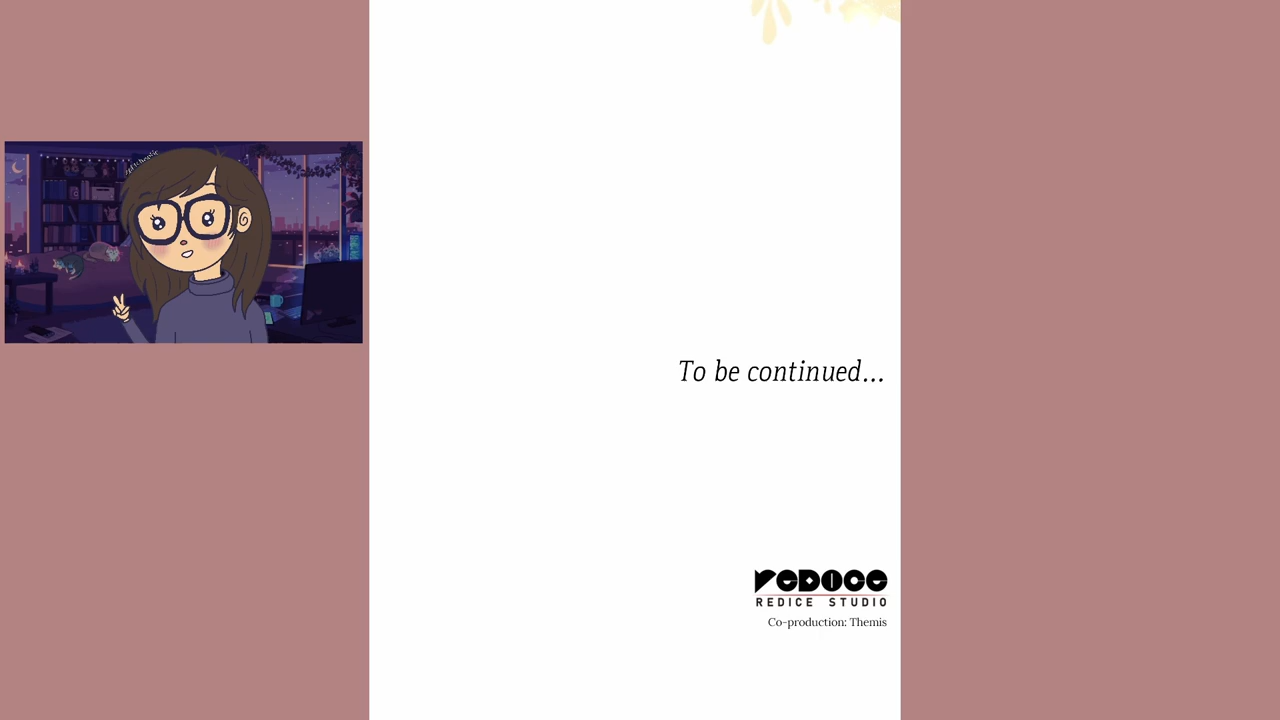 To be continued...
REDICE
REDICE STUDIO
Co-production: Themis